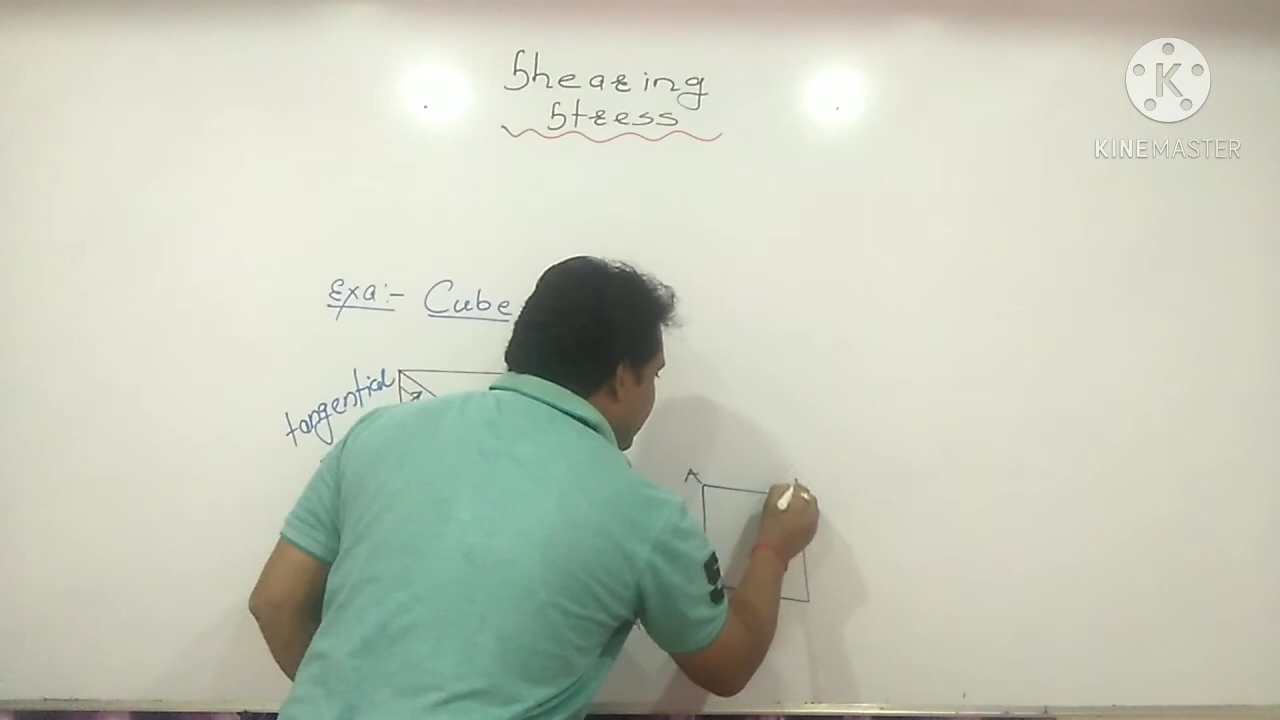 Shearing
Stress
KINEMASTER
Exa:- Cube
tangential
A